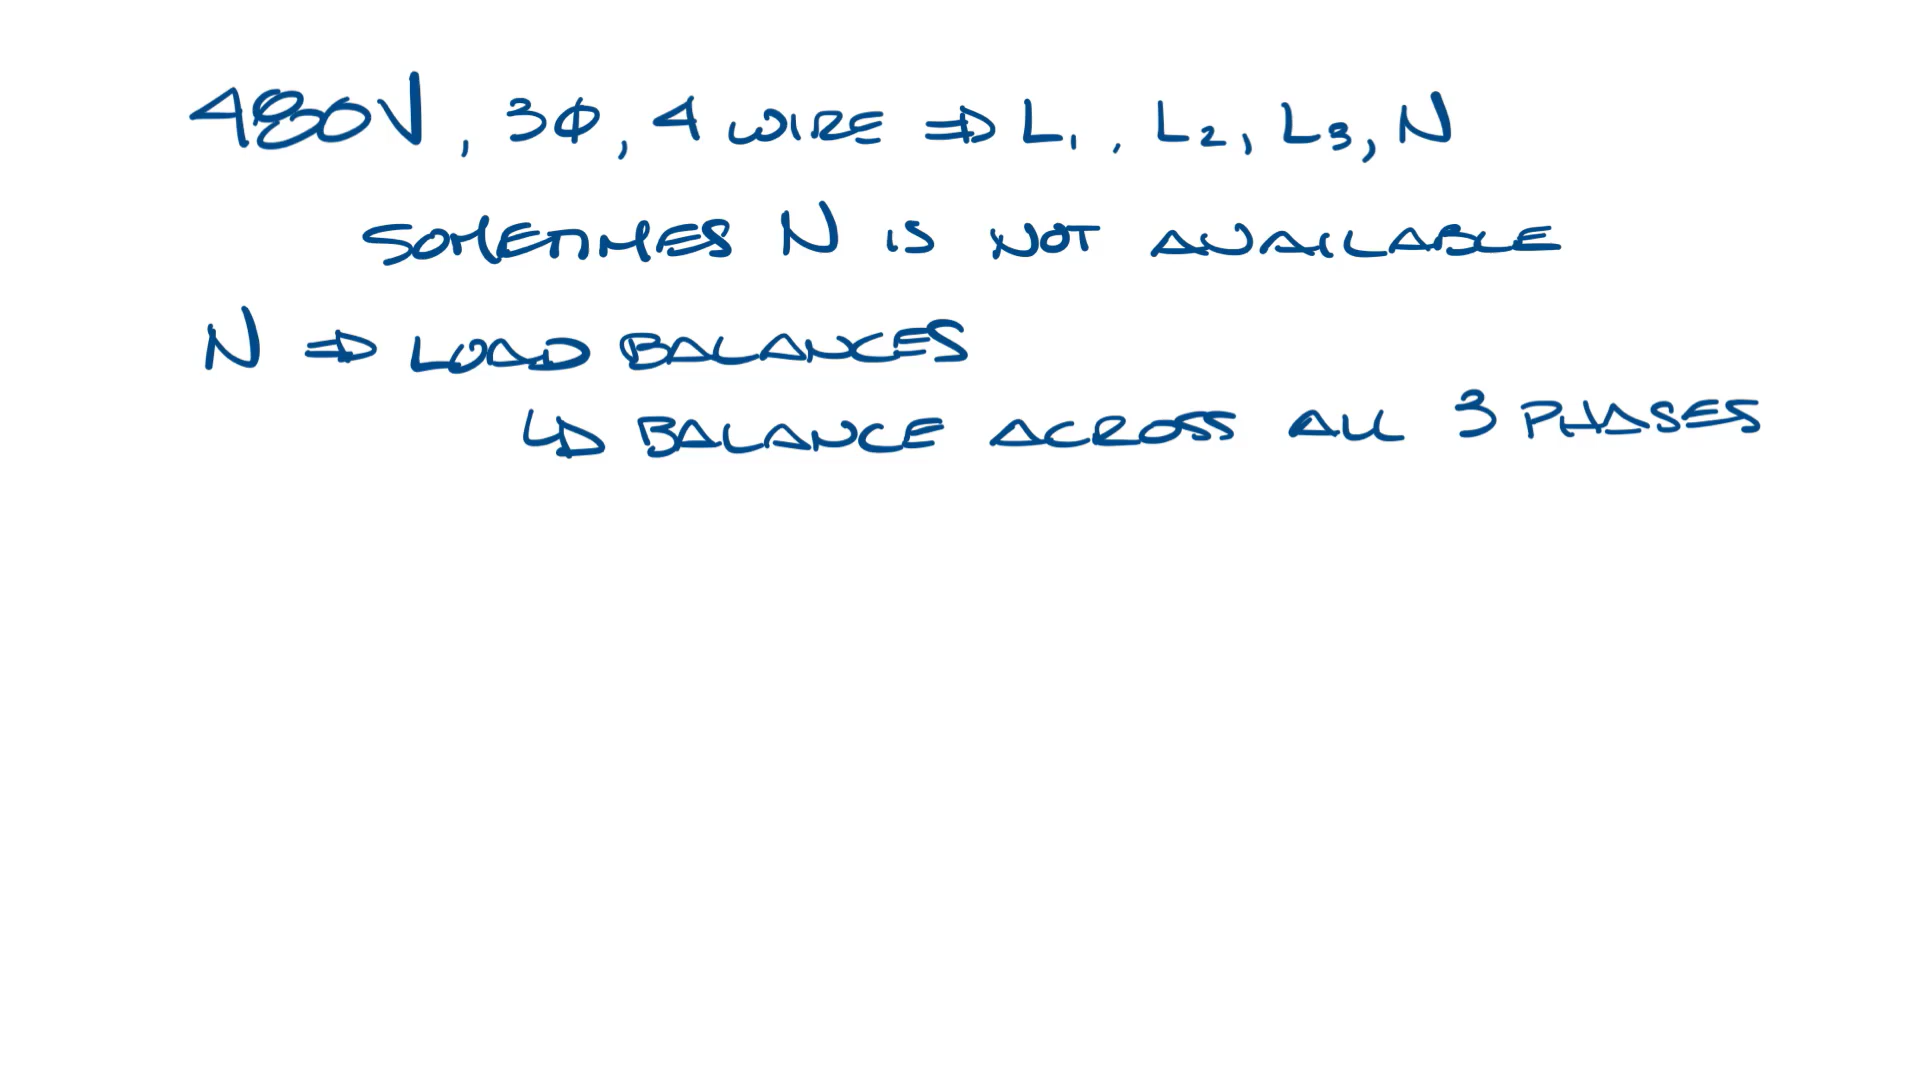 480V, 3Φ, 4 WIRE ⇒ L1, L2, L3, N
SOMETIMES N IS NOT AVAILABLE
N ⇒ LOAD BALANCES
↳ BALANCE ACROSS ALL 3 PHASES